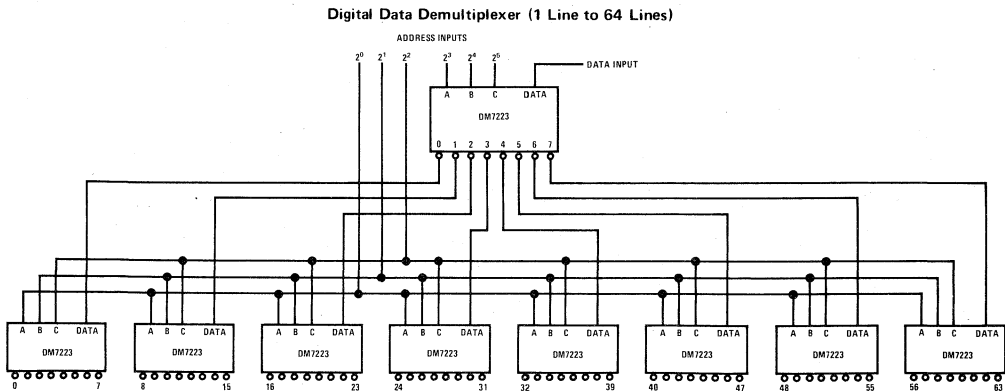 Digital Data Demultiplexer (1 Line to 64 Lines)
ADDRESS INPUTS
2⁰ 2¹ 2² 2³ 2⁴ 2⁵ DATA INPUT
A B C DATA
DM7223
0 1 2 3 4 5 6 7
A B C DATA A B C DATA A B C DATA A B C DATA A B C DATA A B C DATA A B C DATA A B C DATA
DM7223 DM7223 DM7223 DM7223 DM7223 DM7223 DM7223 DM7223
0 7 8 15 16 23 24 31 32 39 40 47 48 55 56 63